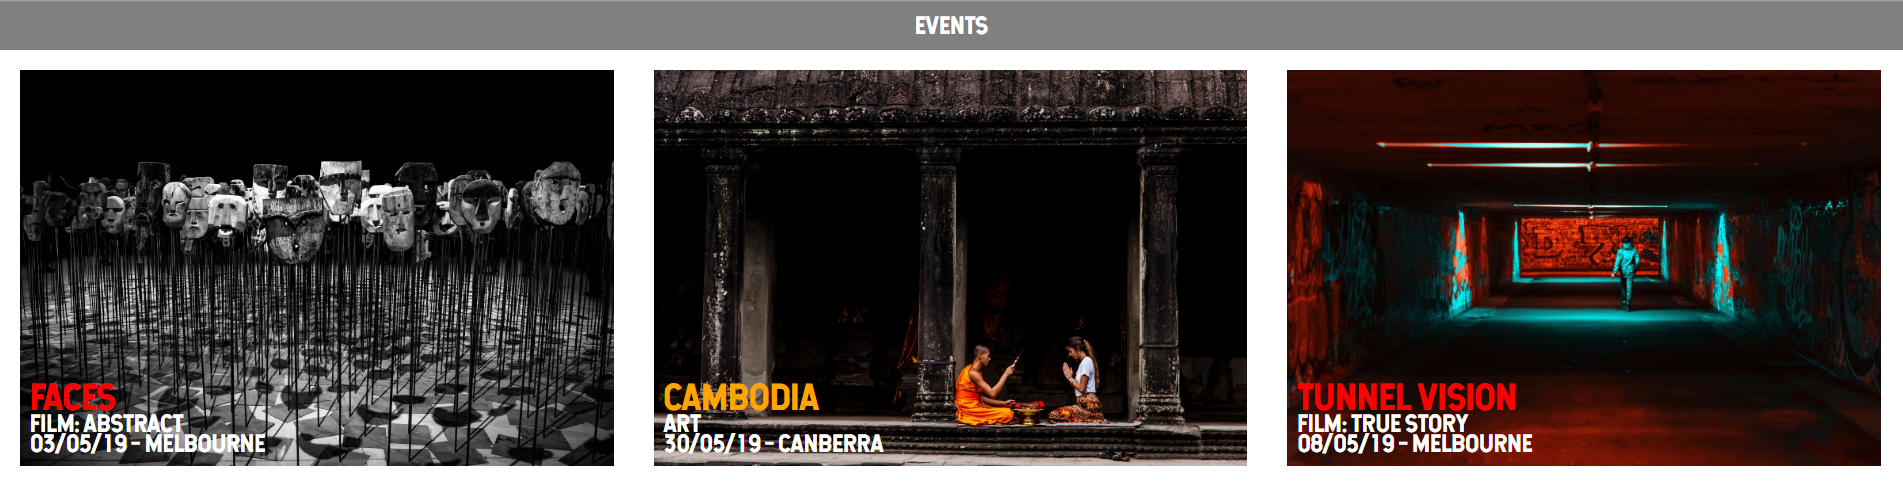 EVENTS
FACES
FILM: ABSTRACT
03/05/19 - MELBOURNE
CAMBODIA
ART
30/05/19 - CANBERRA
TUNNEL VISION
FILM: TRUE STORY
08/05/19 - MELBOURNE